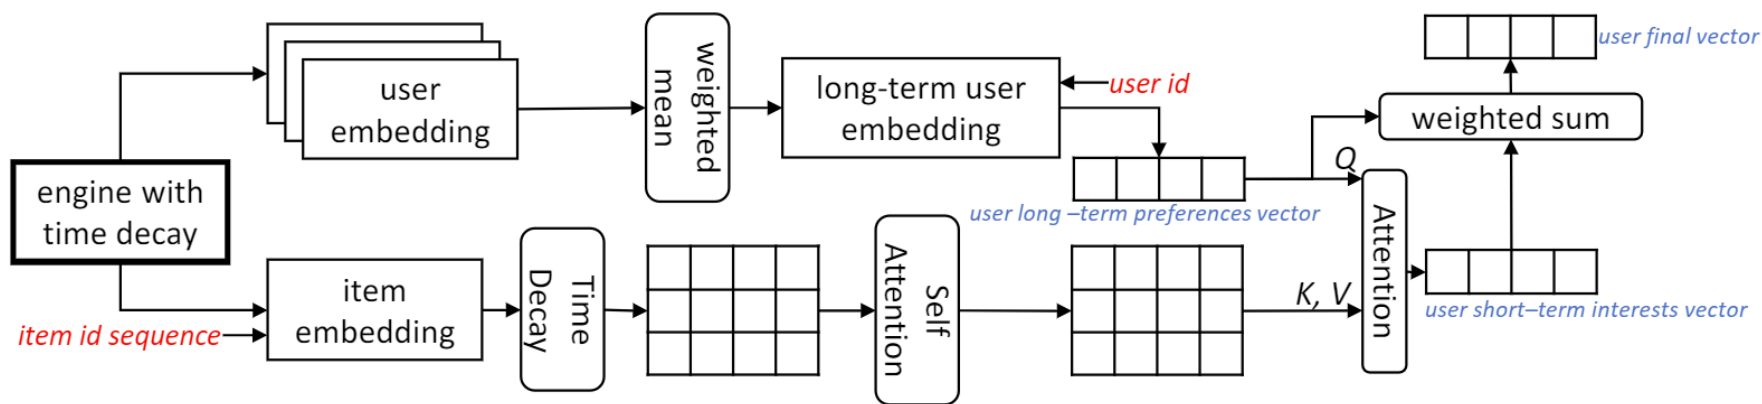 user
embedding
weighted
mean
long-term user
embedding
user id
user final vector
weighted sum
engine with
time decay
Q
user long –term preferences vector
Attention
item
embedding
item id sequence
Time
Decay
Self
Attention
K, V
user short–term interests vector